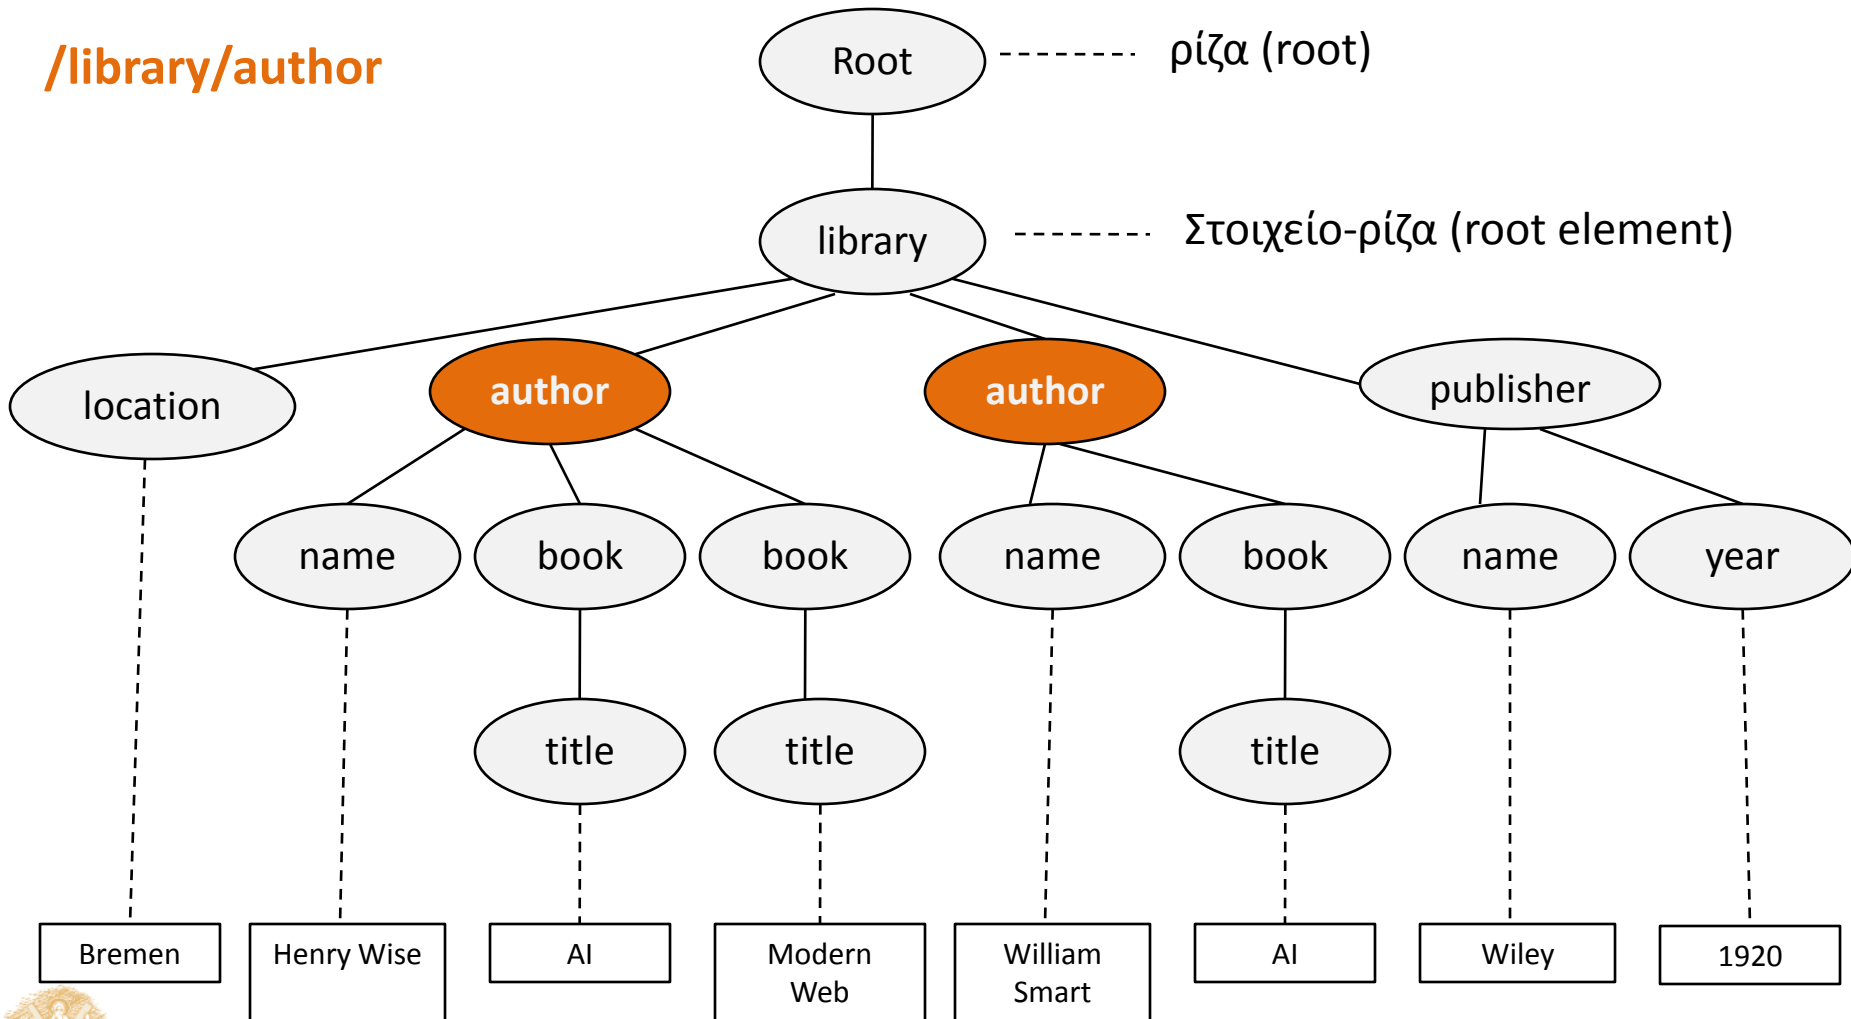 /library/author
Root
ρίζα (root)
library
Στοιχείο-ρίζα (root element)
location
author
author
publisher
name
book
book
name
book
name
year
title
title
title
Bremen
Henry Wise
AI
Modern
Web
William
Smart
AI
Wiley
1920